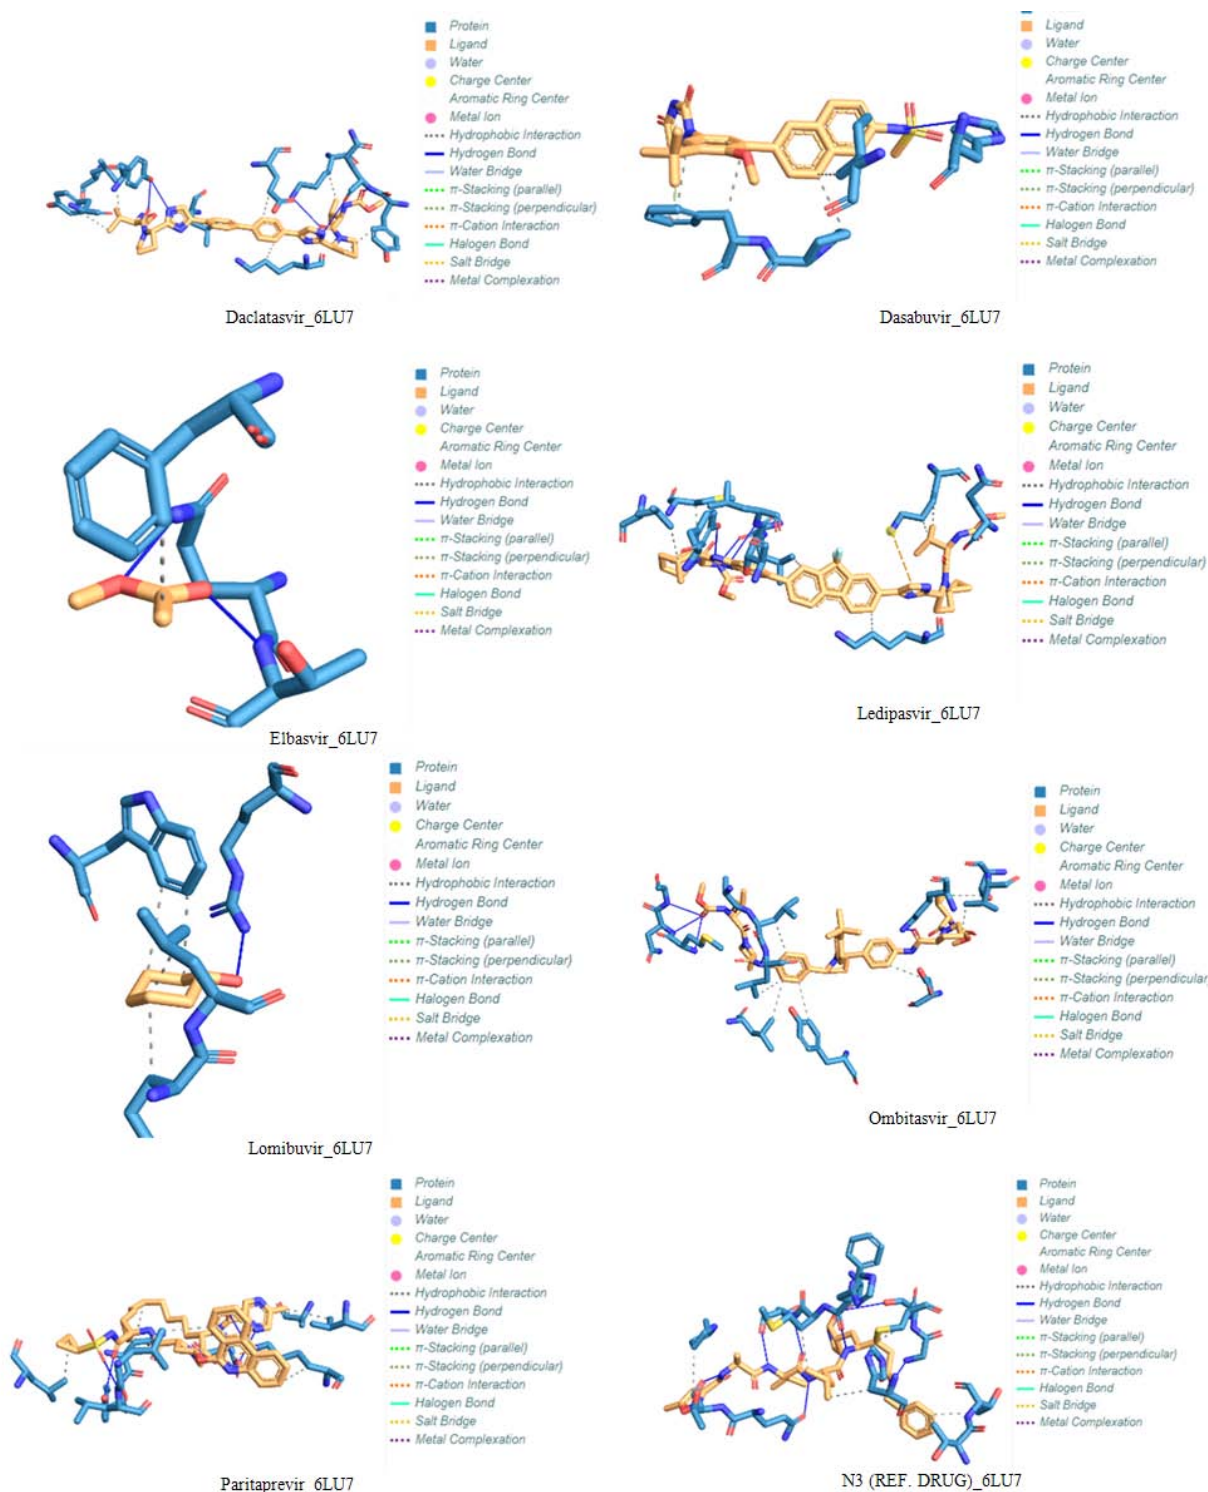 Protein
Ligand
Water
Charge Center
Aromatic Ring Center
Metal Ion
Hydrophobic Interaction
Hydrogen Bond
Water Bridge
π-Stacking (parallel)
π-Stacking (perpendicular)
π-Cation Interaction
Halogen Bond
Salt Bridge
Metal Complexation
Daclatasvir_6LU7
Ligand
Water
Charge Center
Aromatic Ring Center
Metal Ion
Hydrophobic Interaction
Hydrogen Bond
Water Bridge
π-Stacking (parallel)
π-Stacking (perpendicular)
π-Cation Interaction
Halogen Bond
Salt Bridge
Metal Complexation
Dasabuvir_6LU7
Protein
Ligand
Water
Charge Center
Aromatic Ring Center
Metal Ion
Hydrophobic Interaction
Hydrogen Bond
Water Bridge
π-Stacking (parallel)
π-Stacking (perpendicular)
π-Cation Interaction
Halogen Bond
Salt Bridge
Metal Complexation
Elbasvir_6LU7
Protein
Ligand
Water
Charge Center
Aromatic Ring Center
Metal Ion
Hydrophobic Interaction
Hydrogen Bond
Water Bridge
π-Stacking (parallel)
π-Stacking (perpendicular)
π-Cation Interaction
Halogen Bond
Salt Bridge
Metal Complexation
Ledipasvir_6LU7
Protein
Ligand
Water
Charge Center
Aromatic Ring Center
Metal Ion
Hydrophobic Interaction
Hydrogen Bond
Water Bridge
π-Stacking (parallel)
π-Stacking (perpendicular)
π-Cation Interaction
Halogen Bond
Salt Bridge
Metal Complexation
Lomibuvir_6LU7
Protein
Ligand
Water
Charge Center
Aromatic Ring Center
Metal Ion
Hydrophobic Interaction
Hydrogen Bond
Water Bridge
π-Stacking (parallel)
π-Stacking (perpendicular
π-Cation Interaction
Halogen Bond
Salt Bridge
Metal Complexation
Ombitasvir_6LU7
Protein
Ligand
Water
Charge Center
Aromatic Ring Center
Metal Ion
Hydrophobic Interaction
Hydrogen Bond
Water Bridge
π-Stacking (parallel)
π-Stacking (perpendicular)
π-Cation Interaction
Halogen Bond
Salt Bridge
Metal Complexation
Paritaprevir_6LU7
Protein
Ligand
Water
Charge Center
Aromatic Ring Center
Metal Ion
Hydrophobic Interaction
Hydrogen Bond
Water Bridge
π-Stacking (parallel)
π-Stacking (perpendicular)
π-Cation Interaction
Halogen Bond
Salt Bridge
Metal Complexation
N3 (REF. DRUG)_6LU7